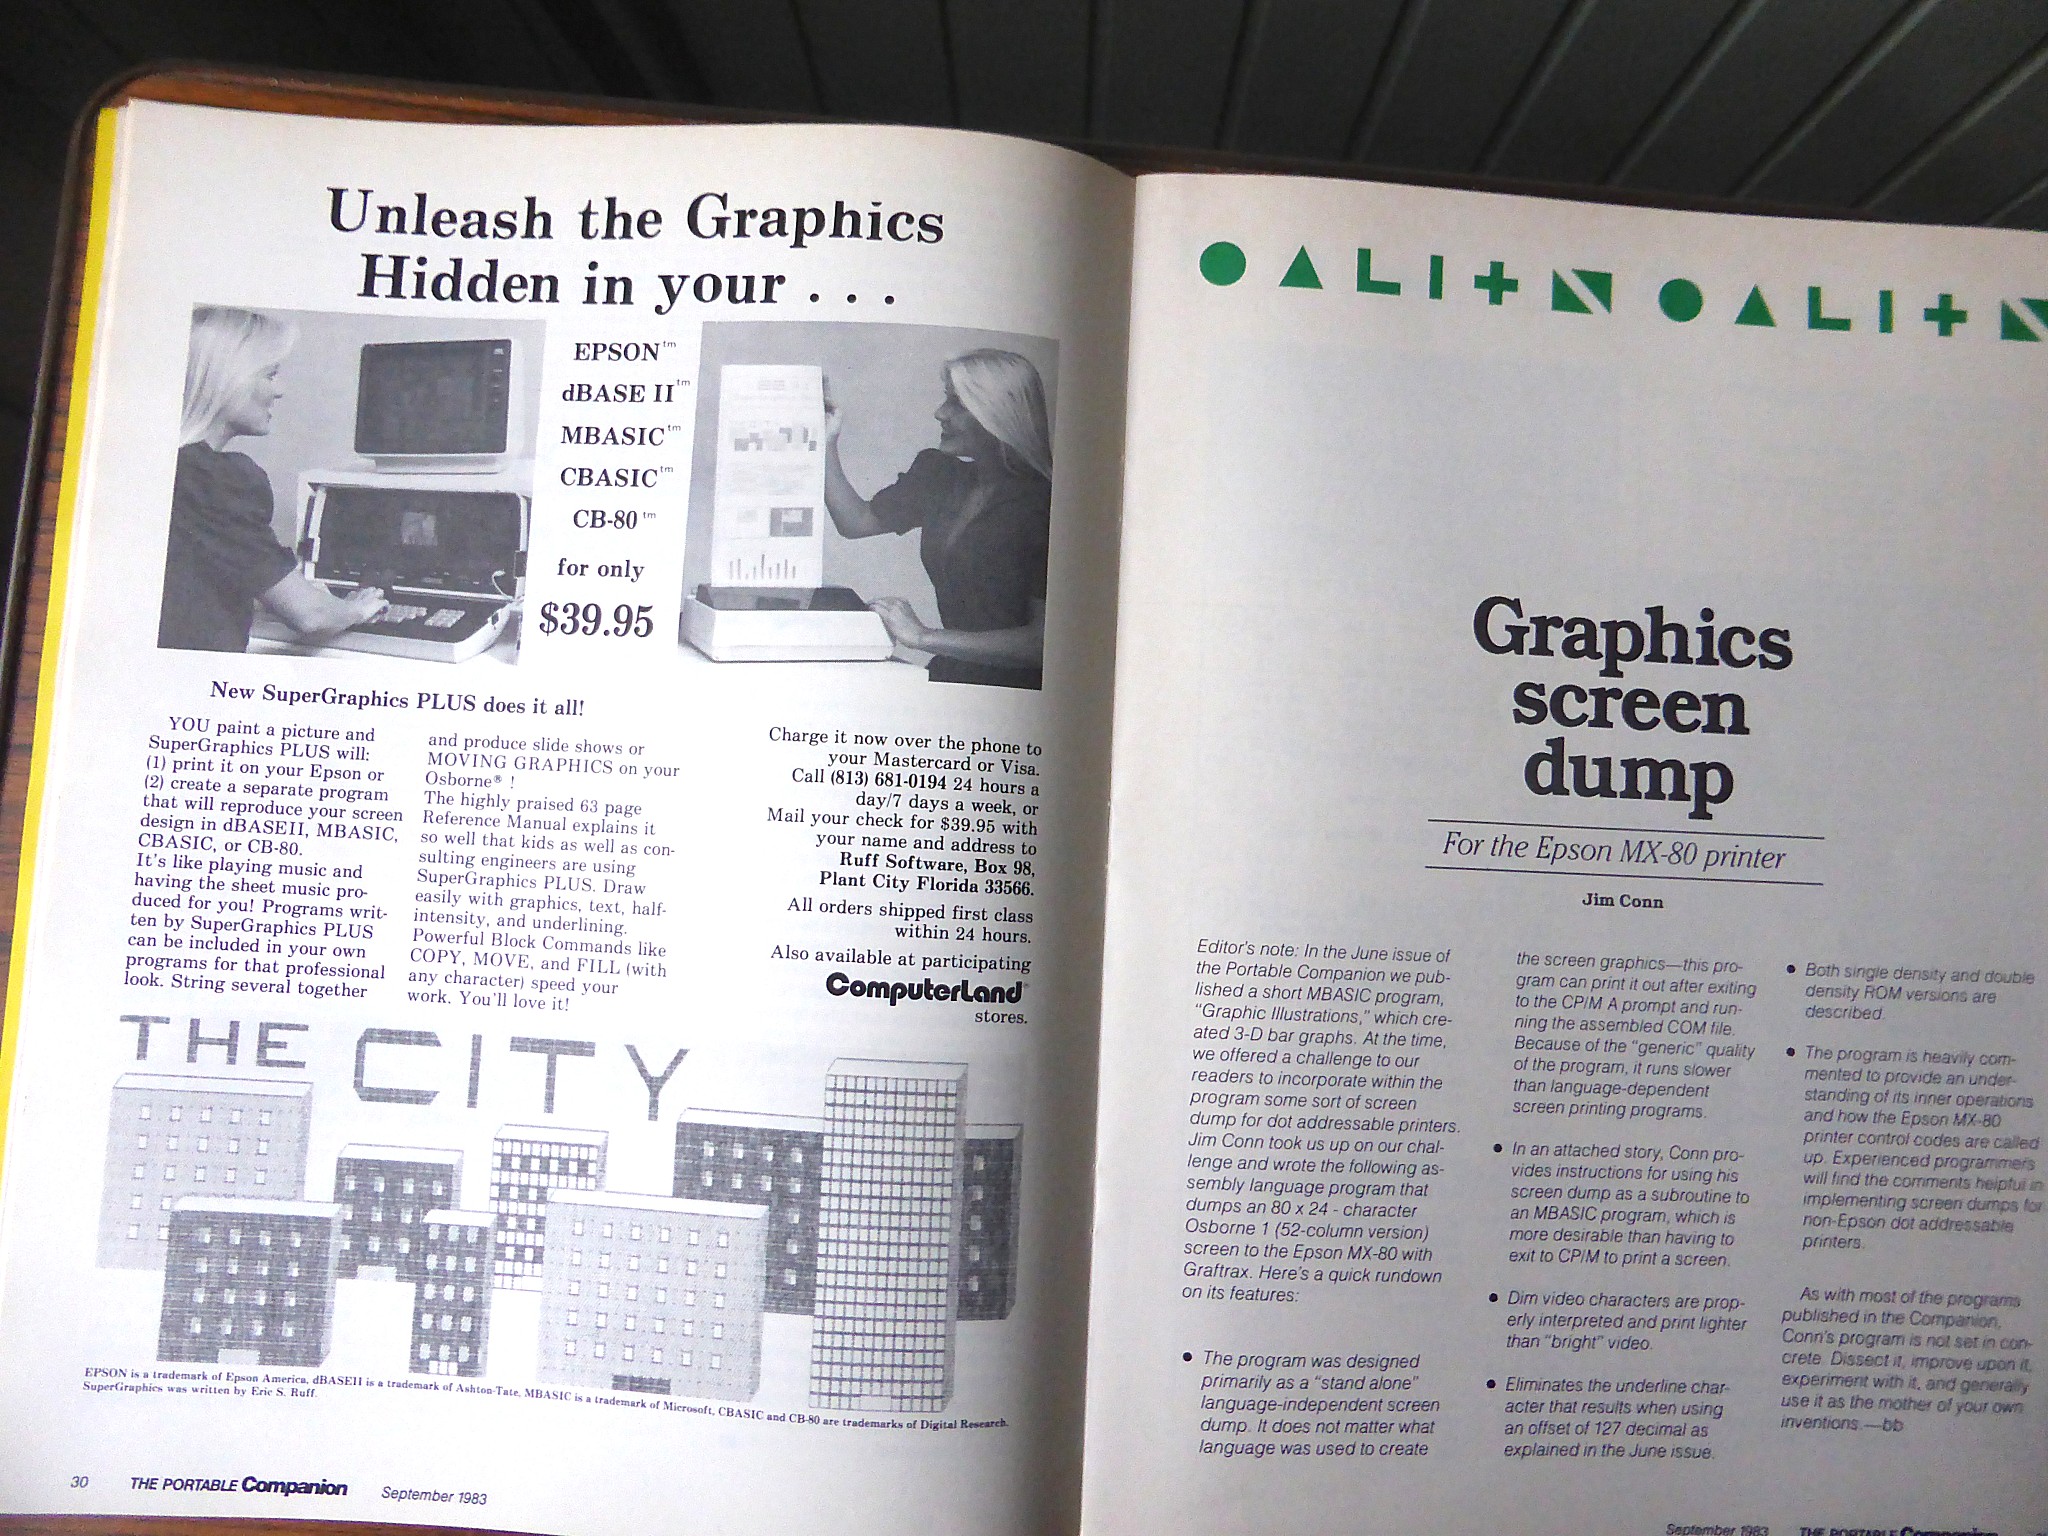 Unleash the Graphics
Hidden in your . . .
EPSON™
dBASE II™
MBASIC™
CBASIC™
CB-80™
for only
$39.95
New SuperGraphics PLUS does it all!
YOU paint a picture and
SuperGraphics PLUS will:
(1) print it on your Epson or
(2) create a separate program
that will reproduce your screen
design in dBASEII, MBASIC,
CBASIC, or CB-80.
It's like playing music and
having the sheet music pro-
duced for you! Programs writ-
ten by SuperGraphics PLUS
can be included in your own
programs for that professional
look. String several together
and produce slide shows or
MOVING GRAPHICS on your
Osborne® !
The highly praised 63 page
Reference Manual explains it
so well that kids as well as con-
sulting engineers are using
SuperGraphics PLUS. Draw
easily with graphics, text, half-
intensity, and underlining.
Powerful Block Commands like
COPY, MOVE, and FILL (with
any character) speed your
work. You'll love it!
Charge it now over the phone to
your Mastercard or Visa.
Call (813) 681-0194 24 hours a
day/7 days a week, or
Mail your check for $39.95 with
your name and address to
Ruff Software, Box 98,
Plant City Florida 33566.
All orders shipped first class
within 24 hours.
Also available at participating
ComputerLand®
stores.
THE CITY
EPSON is a trademark of Epson America, dBASEII is a trademark of Ashton-Tate, MBASIC is a trademark of Microsoft, CBASIC and CB-80 are trademarks of Digital Research.
SuperGraphics was written by Eric S. Ruff.
30 THE PORTABLE Companion September 1983
Graphics
screen
dump
For the Epson MX-80 printer
Jim Conn
Editor's note: In the June issue of
the Portable Companion we pub-
lished a short MBASIC program,
"Graphic Illustrations," which cre-
ated 3-D bar graphs. At the time,
we offered a challenge to our
readers to incorporate within the
program some sort of screen
dump for dot addressable printers.
Jim Conn took us up on our chal-
lenge and wrote the following as-
sembly language program that
dumps an 80 x 24 - character
Osborne 1 (52-column version)
screen to the Epson MX-80 with
Graftrax. Here's a quick rundown
on its features:
• The program was designed
primarily as a "stand alone"
language-independent screen
dump. It does not matter what
language was used to create
the screen graphics—this pro-
gram can print it out after exiting
to the CP/M A prompt and run-
ning the assembled COM file.
Because of the "generic" quality
of the program, it runs slower
than language-dependent
screen printing programs.
• In an attached story, Conn pro-
vides instructions for using his
screen dump as a subroutine to
an MBASIC program, which is
more desirable than having to
exit to CP/M to print a screen.
• Dim video characters are prop-
erly interpreted and print lighter
than "bright" video.
• Eliminates the underline char-
acter that results when using
an offset of 127 decimal as
explained in the June issue.
• Both single density and double
density ROM versions are
described.
• The program is heavily com-
mented to provide an under-
standing of its inner operations
and how the Epson MX-80
printer control codes are called
up. Experienced programmers
will find the comments helpful in
implementing screen dumps for
non-Epson dot addressable
printers.
As with most of the programs
published in the Companion,
Conn's program is not set in con-
crete. Dissect it, improve upon it,
experiment with it, and generally
use it as the mother of your own
inventions.—bb
September 1983 THE PORTABLE Companion